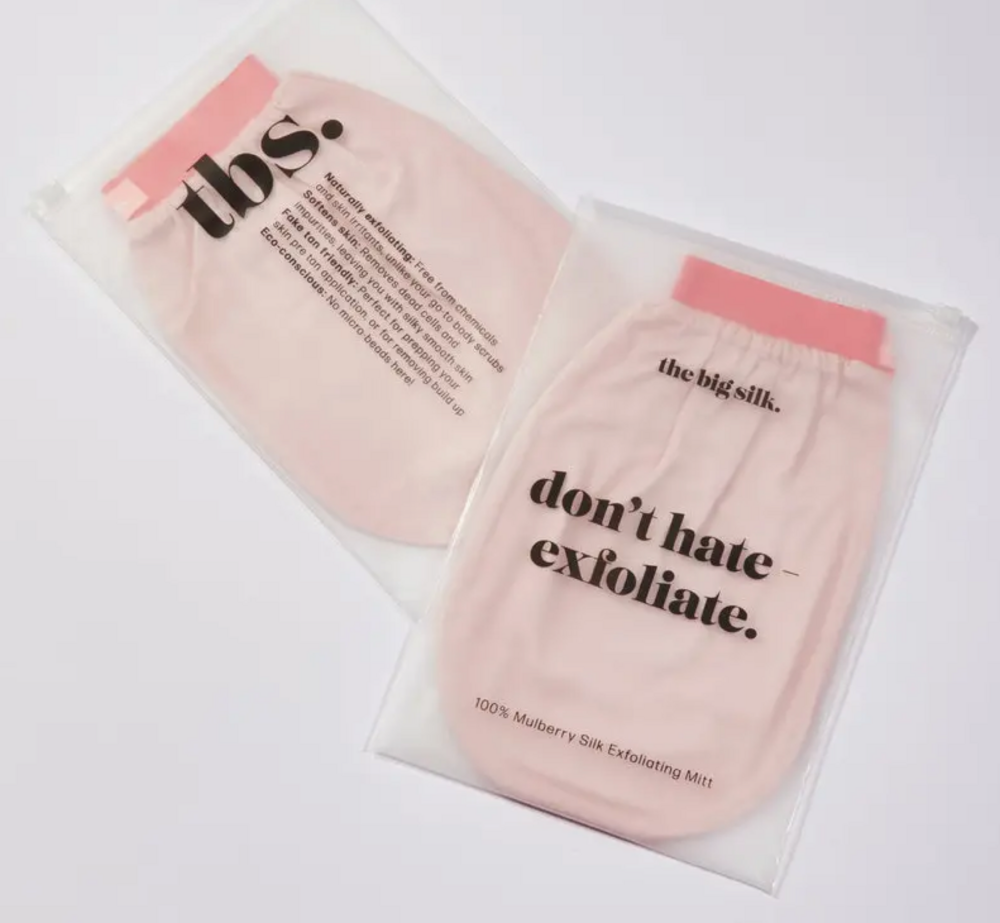 tbs.
Naturally exfoliating: Free from chemicals
and skin irritants, unlike your go-to body scrubs
Softens skin: Removes dead cells and
impurities, leaving you with silky smooth skin
Fake tan friendly: Perfect for prepping your
skin pre tan application, or for removing build up
Eco-conscious: No micro-beads here!
the big silk.
don't hate –
exfoliate.
100% Mulberry Silk Exfoliating Mitt